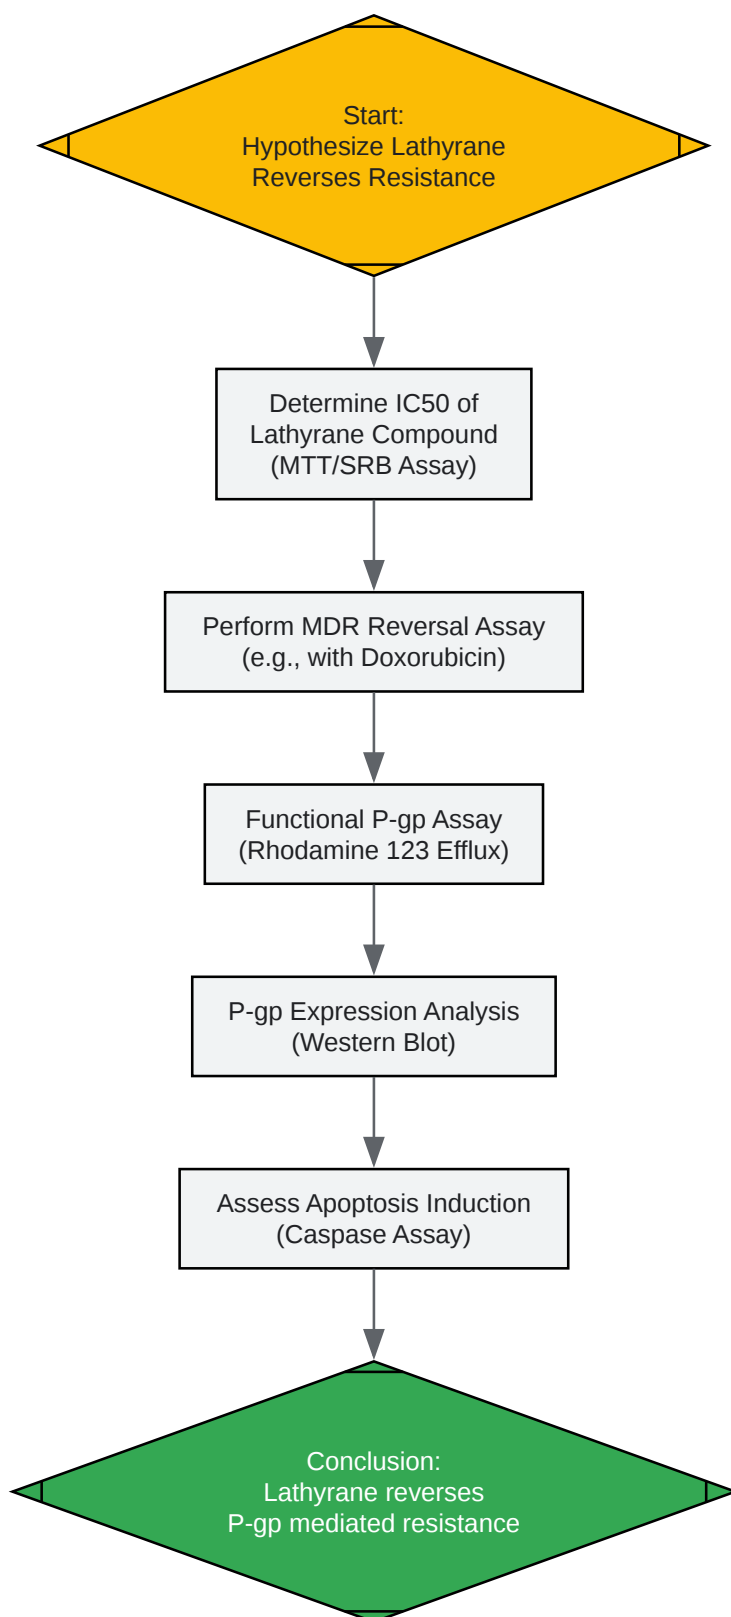 Start:
Hypothesize Lathyrane
Reverses Resistance
Determine IC50 of
Lathyrane Compound
(MTT/SRB Assay)
Perform MDR Reversal Assay
(e.g., with Doxorubicin)
Functional P-gp Assay
(Rhodamine 123 Efflux)
P-gp Expression Analysis
(Western Blot)
Assess Apoptosis Induction
(Caspase Assay)
Conclusion:
Lathyrane reverses
P-gp mediated resistance